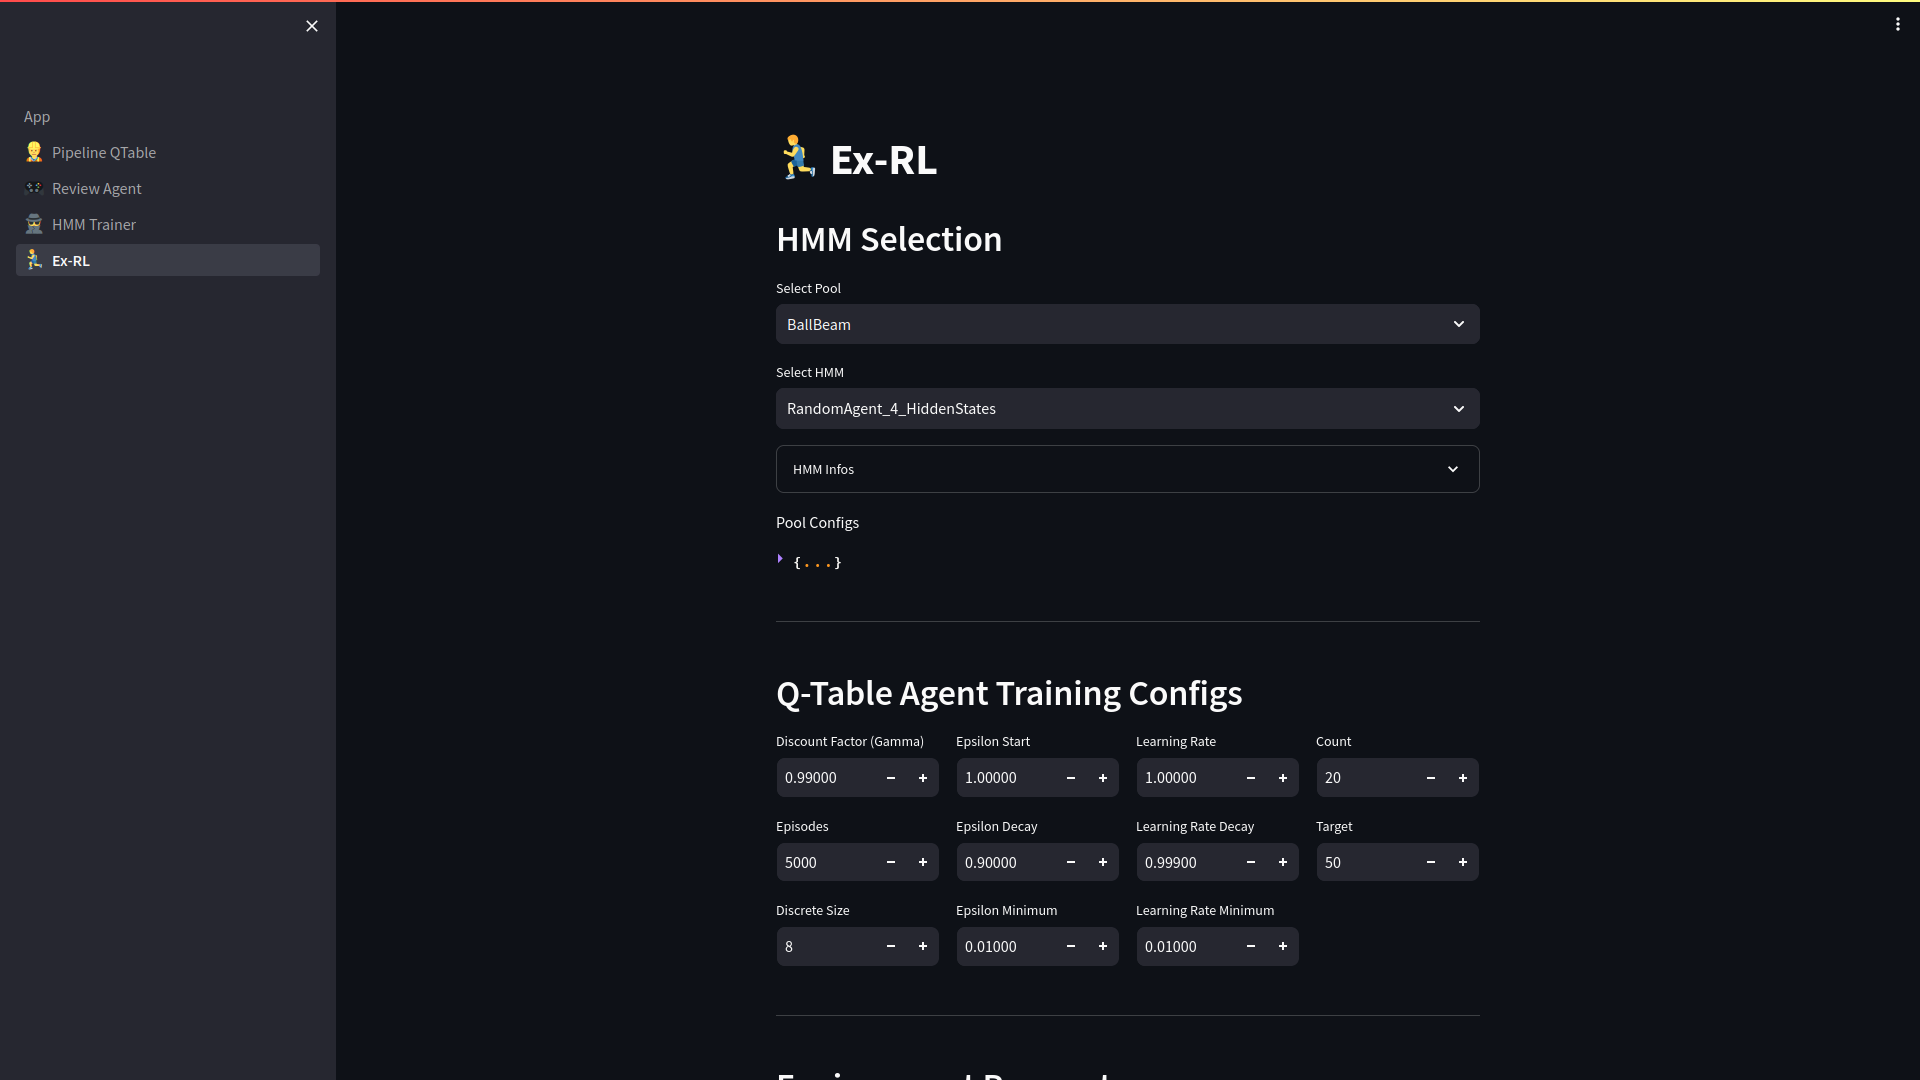 App
Pipeline QTable
Review Agent
HMM Trainer
Ex-RL
Ex-RL
HMM Selection
Select Pool
BallBeam
Select HMM
RandomAgent_4_HiddenStates
HMM Infos
Pool Configs
{...}
Q-Table Agent Training Configs
Discount Factor (Gamma) Epsilon Start Learning Rate Count
0.99000 1.00000 1.00000 20
Episodes Epsilon Decay Learning Rate Decay Target
5000 0.90000 0.99900 50
Discrete Size Epsilon Minimum Learning Rate Minimum
8 0.01000 0.01000